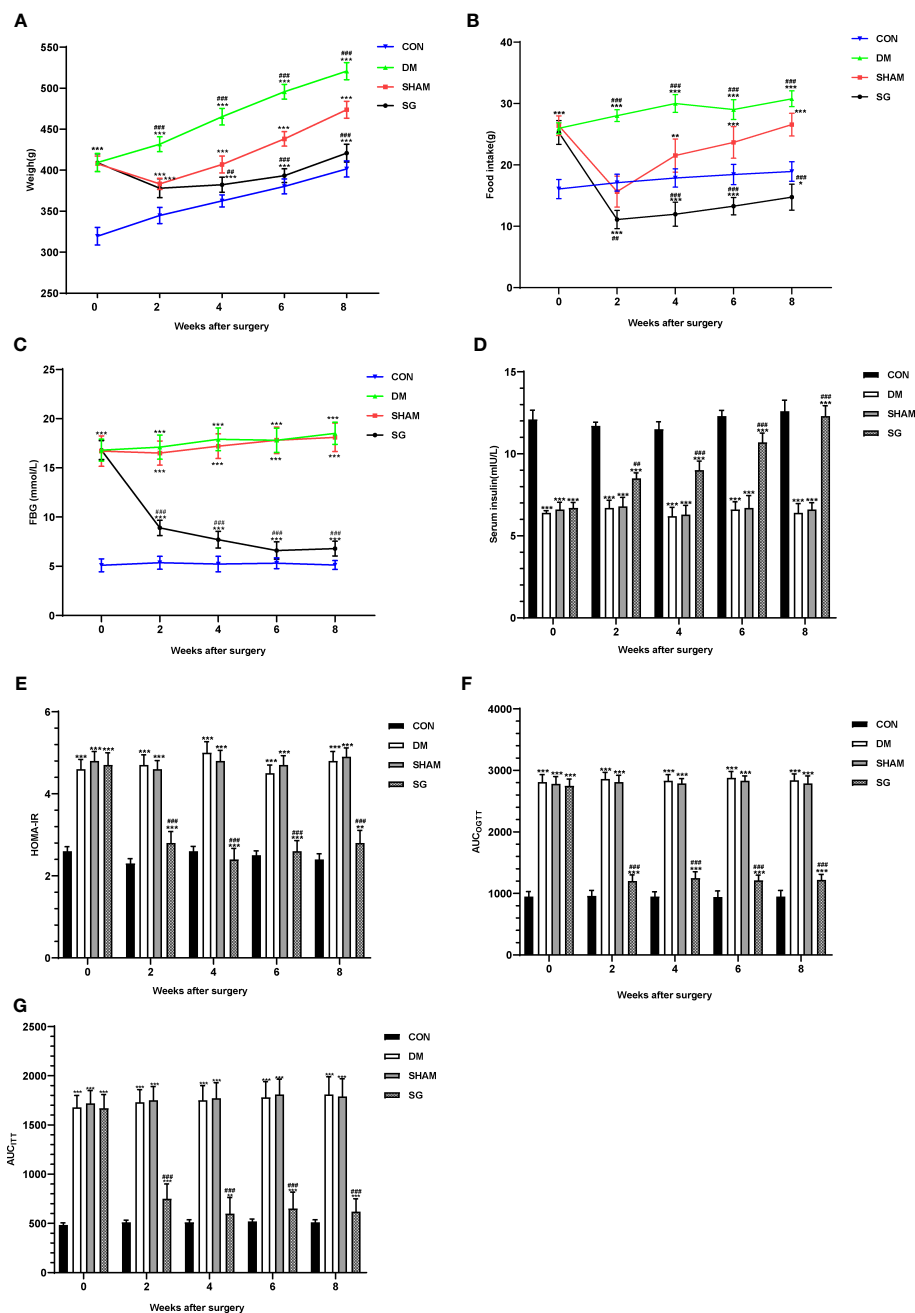 A
550
500
450
400
350
300
250
Weigh(g)
***
###
***
###
***
###
***
###
***
*** ***
***
***
***
##
***
###
***
###
***
0 2 4 6 8
Weeks after surgery
CON
DM
SHAM
SG
B
40
30
20
10
0
Food intake(g)
***
###
***
###
***
###
***
###
***
**
***
***
***
##
###
***
###
***
###
*
0 2 4 6 8
Weeks after surgery
CON
DM
SHAM
SG
C
25
20
15
10
5
0
FBG (mmol/L)
***
***
***
***
***
***
***
***
***
###
***
###
***
###
***
###
***
0 2 4 6 8
Weeks after surgery
CON
DM
SHAM
SG
D
15
10
5
0
Serum insulin(mIU/L)
*** *** ***
*** *** ##
***
*** *** ###
***
*** *** ###
***
*** *** ###
***
0 2 4 6 8
Weeks after surgery
CON
DM
SHAM
SG
E
6
4
2
0
HOMA-IR
*** *** ***
*** *** ###
***
*** *** ###
***
*** *** ###
***
*** *** ###
**
0 2 4 6 8
Weeks after surgery
CON
DM
SHAM
SG
F
4000
3000
2000
1000
0
AUCOGTT
*** *** ***
*** *** ###
***
*** *** ###
***
*** *** ###
***
*** *** ###
***
0 2 4 6 8
Weeks after surgery
CON
DM
SHAM
SG
G
2500
2000
1500
1000
500
0
AUCITT
*** *** ***
*** *** ###
***
*** *** ###
**
*** *** ###
***
*** *** ###
***
0 2 4 6 8
Weeks after surgery
CON
DM
SHAM
SG